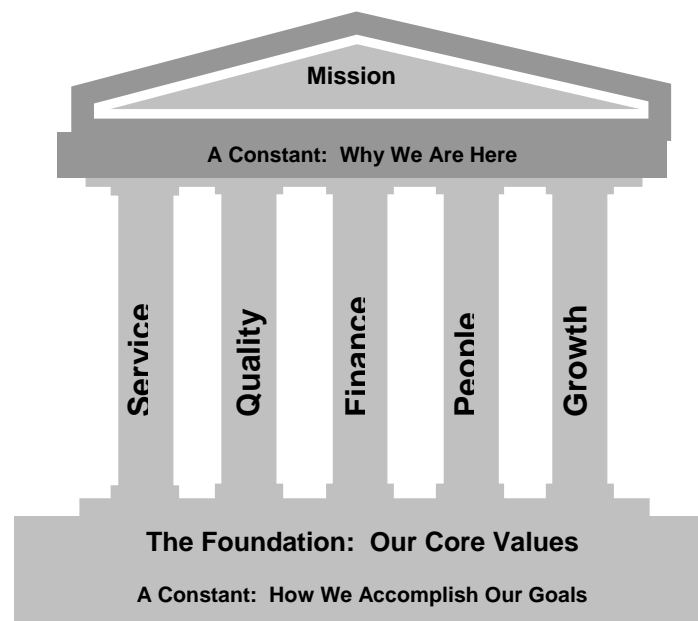 Mission
A Constant:  Why We Are Here
Service
Quality
Finance
People
Growth
The Foundation:  Our Core Values
A Constant:  How We Accomplish Our Goals